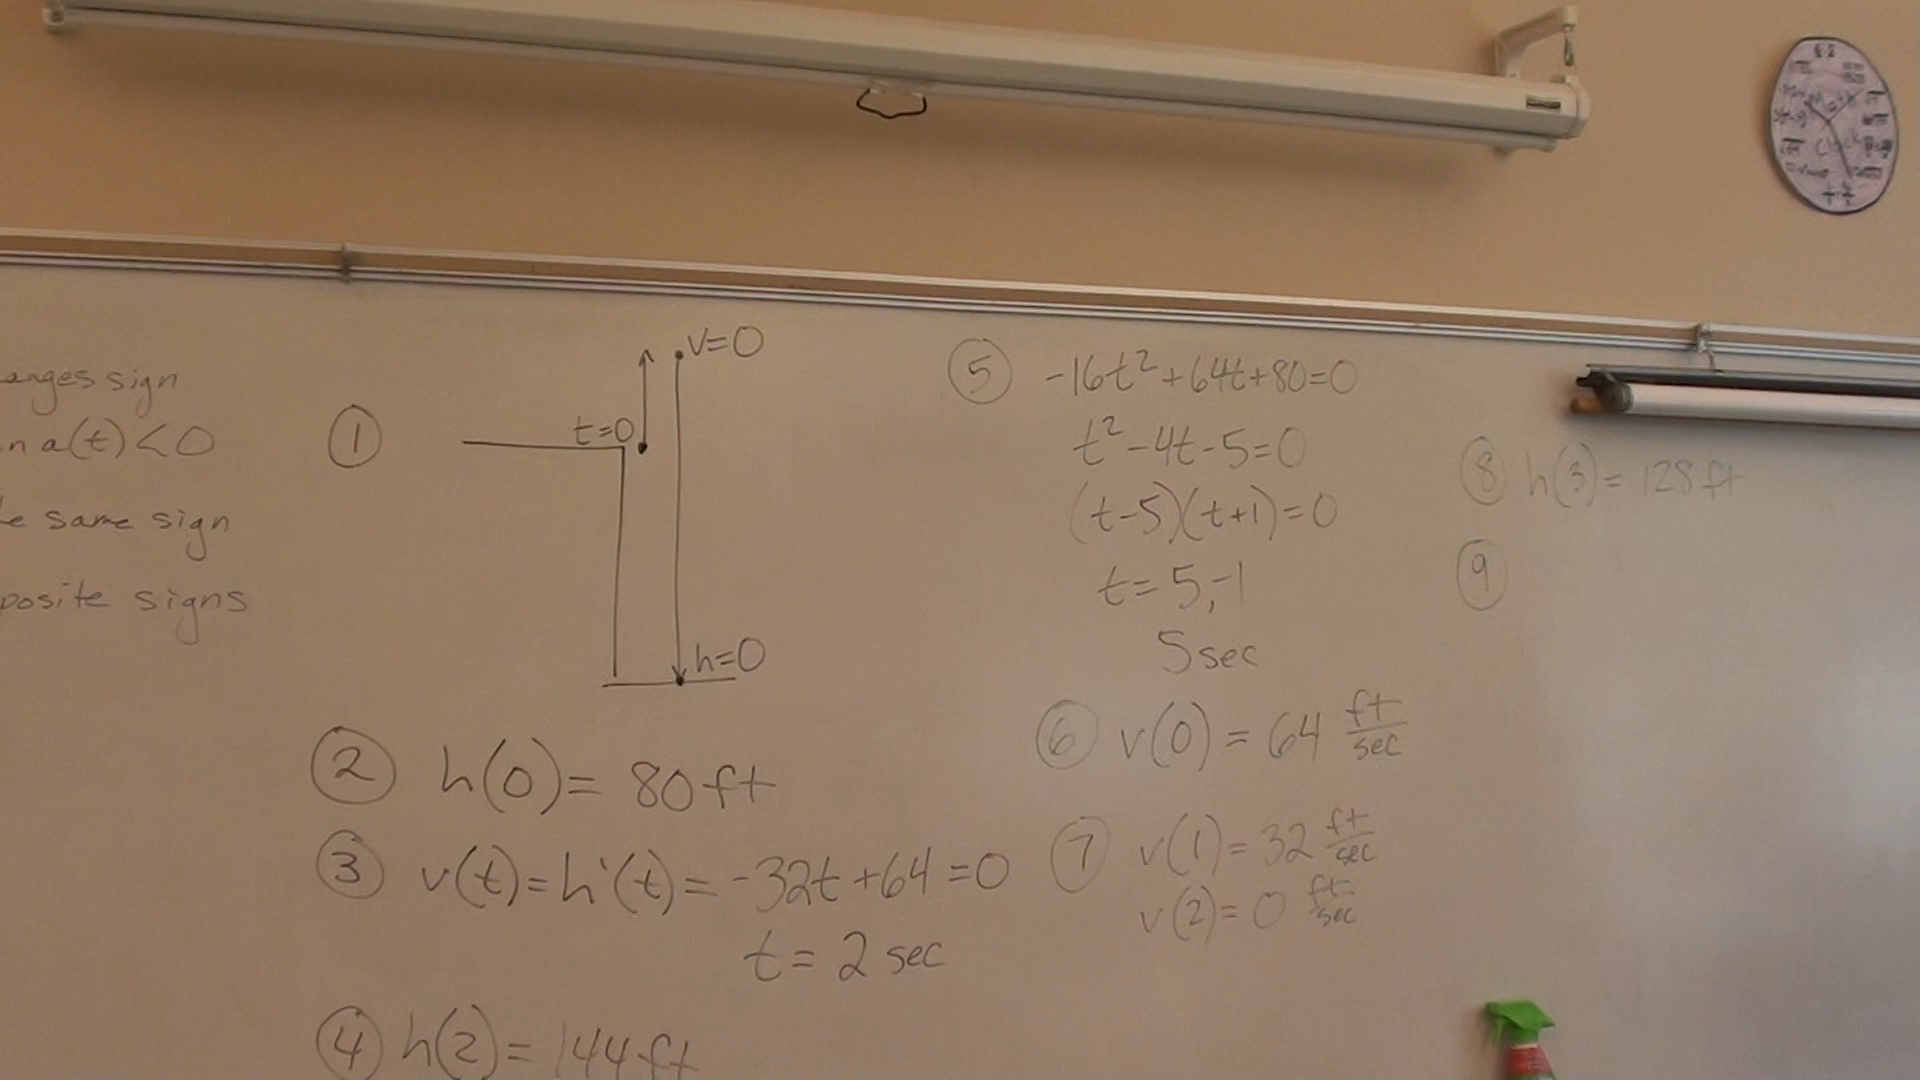 anges sign
n a(t) < 0
e same sign
posite signs
①
v=0
t=0
h=0
② h(0) = 80 ft
③ v(t) = h'(t) = -32t + 64 = 0
t = 2 sec
④ h(2) = 144 ft
⑤ -16t² + 64t + 80 = 0
t² - 4t - 5 = 0
(t-5)(t+1) = 0
t = 5, -1
5 sec
⑥ v(0) = 64 ft/sec
⑦ v(1) = 32 ft/sec
v(2) = 0 ft/sec
⑧ h(3) = 128 ft
⑨